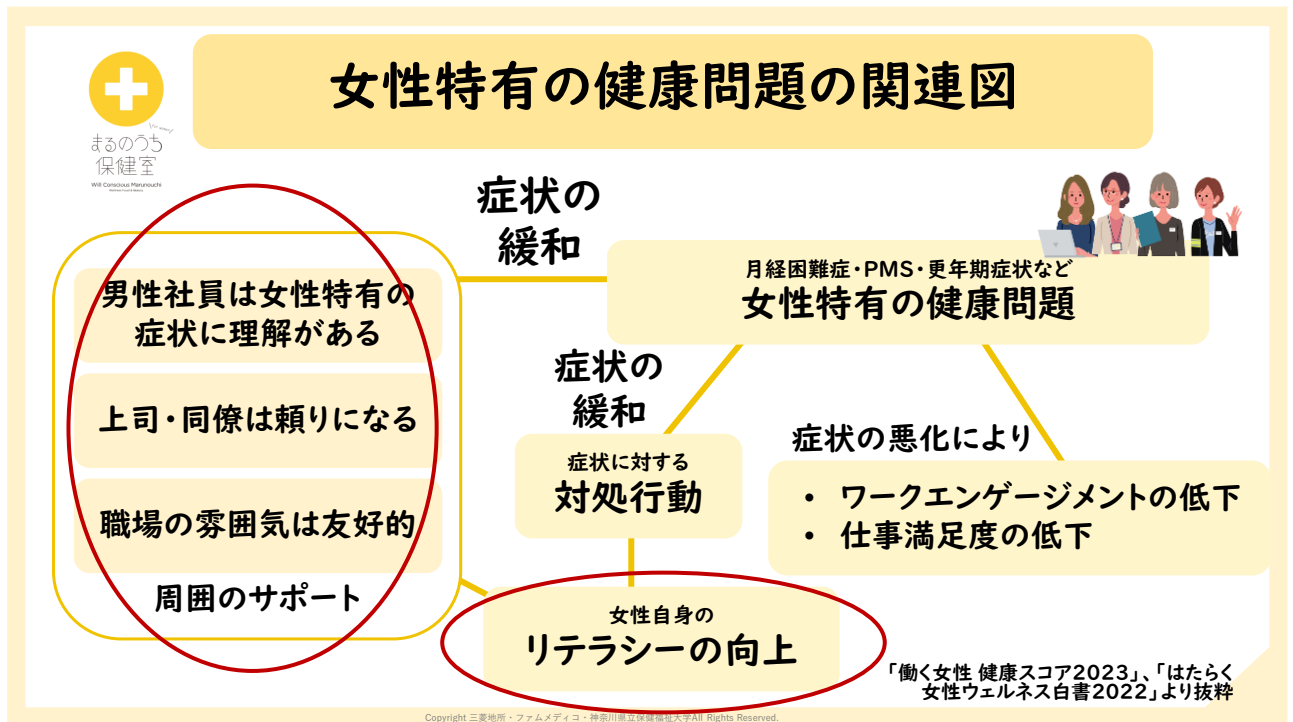 女性特有の健康問題の関連図
まるのうち
保健室
Will Conscious Marunouchi
症状の
緩和
男性社員は女性特有の
症状に理解がある
上司・同僚は頼りになる
職場の雰囲気は友好的
周囲のサポート
月経困難症・PMS・更年期症状など
女性特有の健康問題
症状の
緩和
症状に対する
対処行動
症状の悪化により
• ワークエンゲージメントの低下
• 仕事満足度の低下
女性自身の
リテラシーの向上
「働く女性 健康スコア2023」、「はたらく
女性ウェルネス白書2022」より抜粋
Copyright 三菱地所・ファムメディコ・神奈川県立保健福祉大学All Rights Reserved.